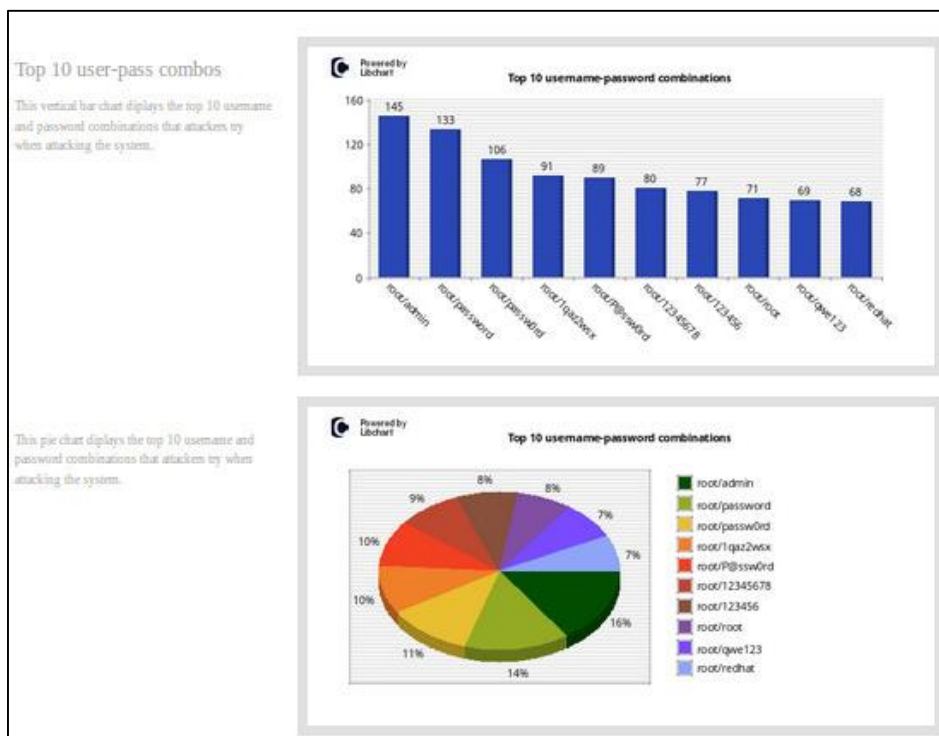 Top 10 user-pass combos
This vertical bar chart displays the top 10 username
and password combinations that attackers try
when attacking the system.
Powered by
Libchart
Top 10 username-password combinations
160
120
80
40
0
145
133
106
91
89
80
77
71
69
68
root/admin
root/password
root/passw0rd
root/1qaz2wsx
root/P@ssw0rd
root/12345678
root/123456
root/root
root/qwe123
root/redhat
This pie chart diplays the top 10 username and
password combinations that attackers try when
attacking the system.
Powered by
Libchart
Top 10 username-password combinations
8%
8%
9%
7%
10%
7%
10%
16%
11%
14%
root/admin
root/password
root/passw0rd
root/1qaz2wsx
root/P@ssw0rd
root/12345678
root/123456
root/root
root/qwe123
root/redhat